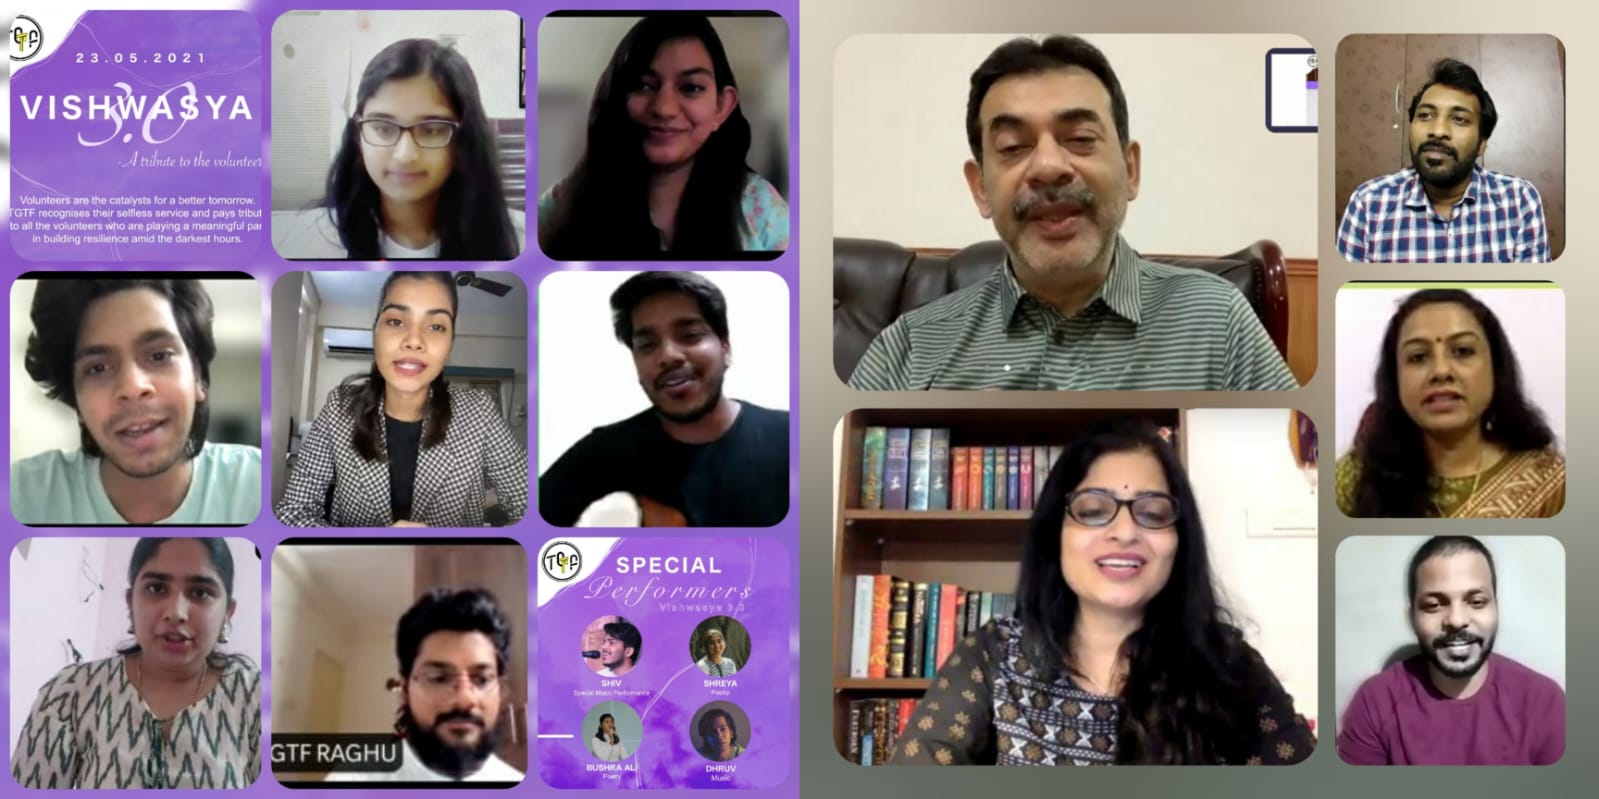 TGTF
23.05.2021
VISHWASYA
3.0
-A tribute to the volunteer
Volunteers are the catalysts for a better tomorrow.
TGTF recognises their selfless service and pays tribut
to all the volunteers who are playing a meaningful par
in building resilience amid the darkest hours.
GTF RAGHU
TGTF
SPECIAL
Performers
Vishwasya 3.0
SHIV
Special Music Performance
SHREYA
Poetry
BUSHRA ALI
Poetry
DHRUV
Music